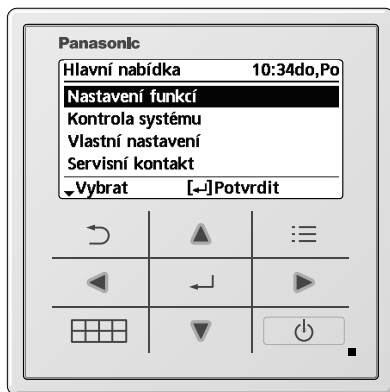 Panasonic
Hlavní nabídka 10:34do,Po
Nastavení funkcí
Kontrola systému
Vlastní nastavení
Servisní kontakt
Vybrat [↵]Potvrdit